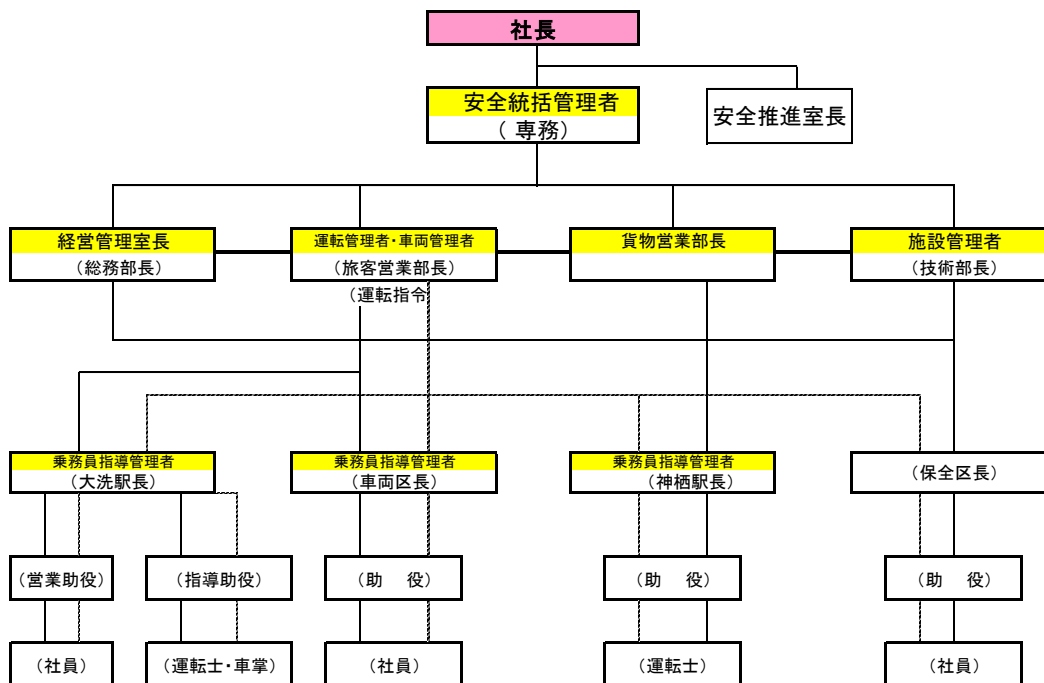 社長
安全統括管理者
(専務)
安全推進室長
経営管理室長
(総務部長)
運転管理者・車両管理者
(旅客営業部長)
(運転指令
貨物営業部長
施設管理者
(技術部長)
乗務員指導管理者
(大洗駅長)
乗務員指導管理者
(車両区長)
乗務員指導管理者
(神栖駅長)
(保全区長)
(営業助役)
(指導助役)
(助 役)
(助 役)
(助 役)
(社員)
(運転士・車掌)
(社員)
(運転士)
(社員)